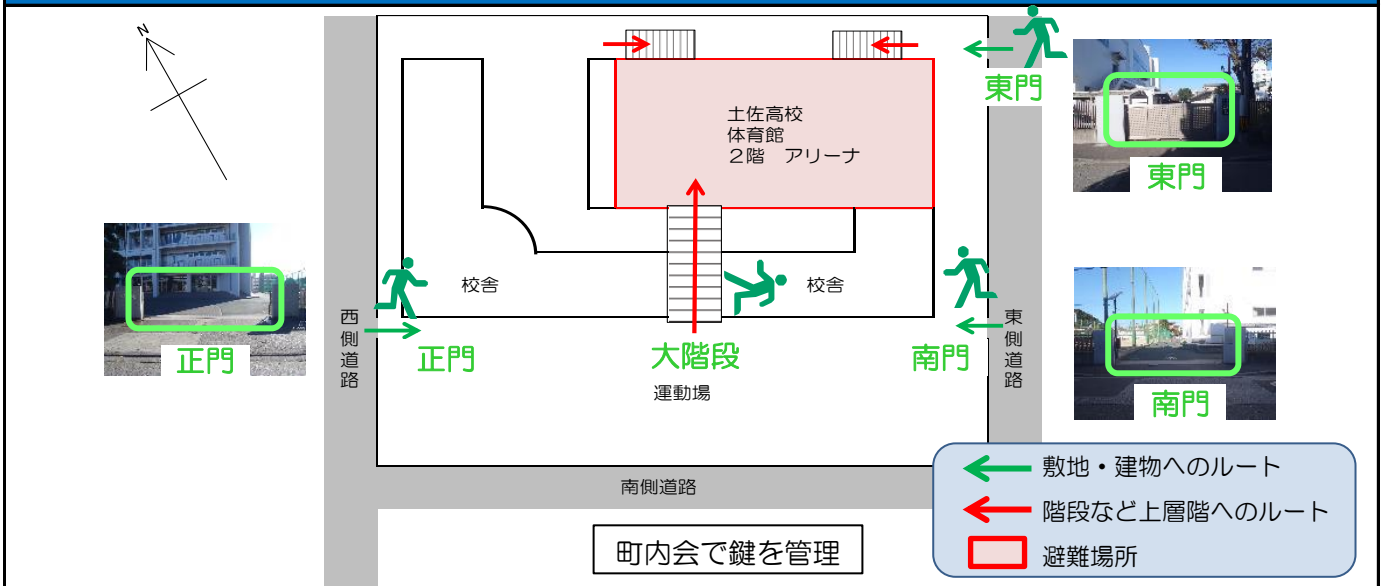 N
東門
土佐高校
体育館
２階　アリーナ
東門
校舎
校舎
西側道路
東側道路
正門
正門
大階段
南門
運動場
南門
南側道路
敷地・建物へのルート
階段など上層階へのルート
避難場所
町内会で鍵を管理